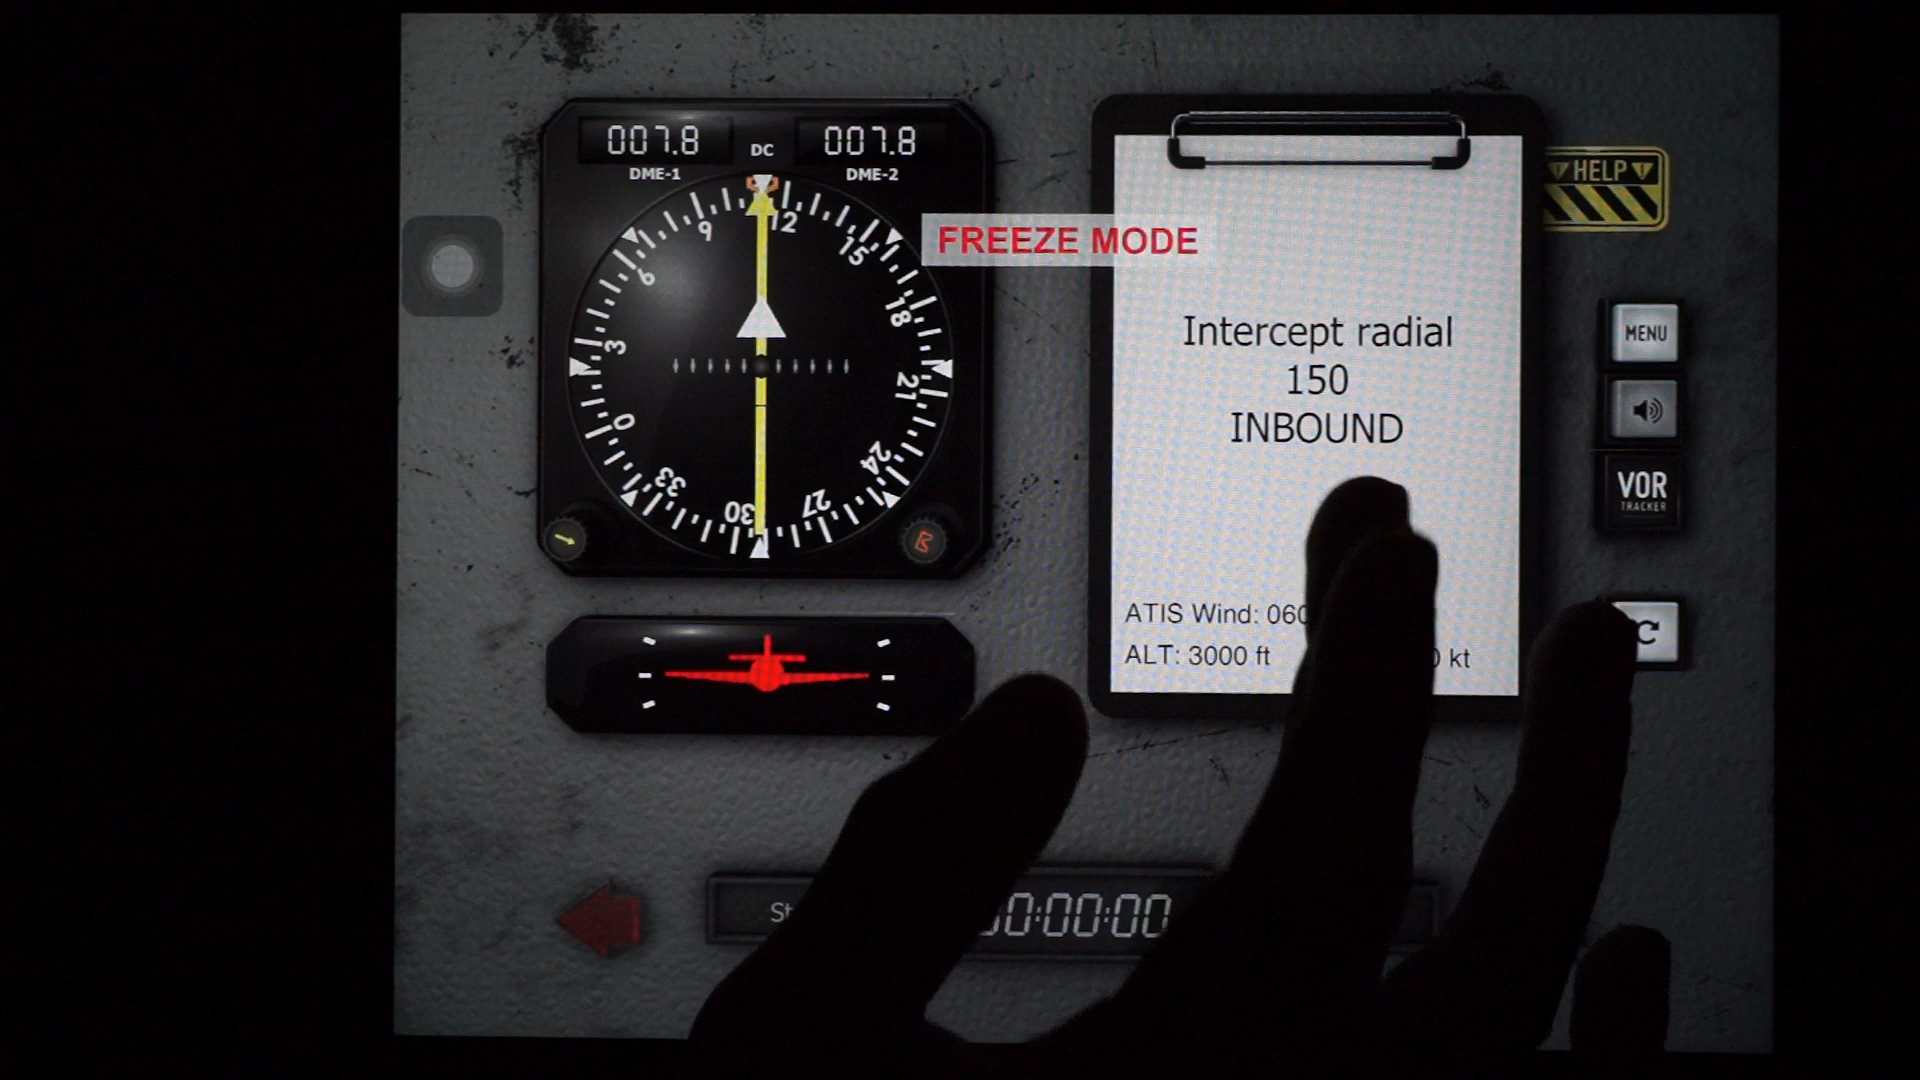 007.8
DC
007.8
DME-1
DME-2
12
15
18
21
24
27
30
33
0
3
6
9
FREEZE MODE
HELP
Intercept radial
150
INBOUND
ATIS Wind: 060
ALT: 3000 ft
kt
MENU
VOR
TRACKER
St
0:00:00